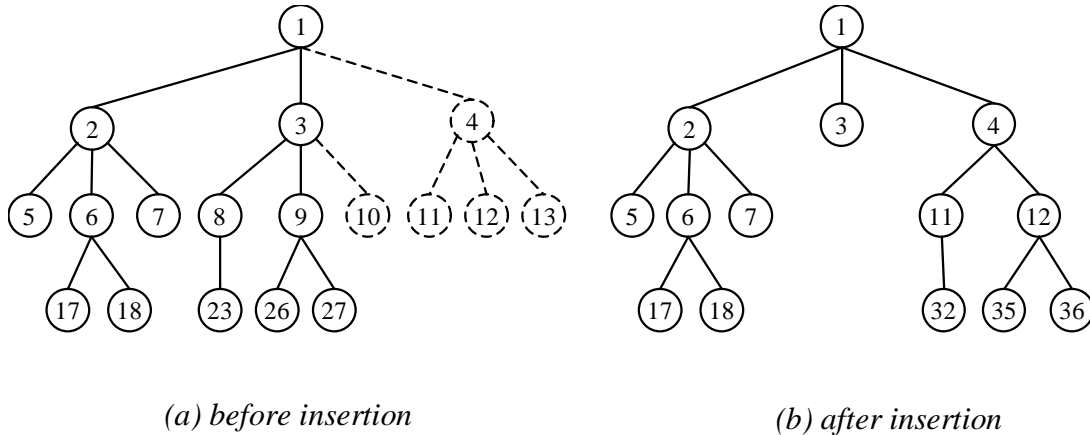 1 1
2 3 4 2 3 4
5 6 7 8 9 10 11 12 13 5 6 7 11 12
17 18 23 26 27 17 18 32 35 36
(a) before insertion (b) after insertion